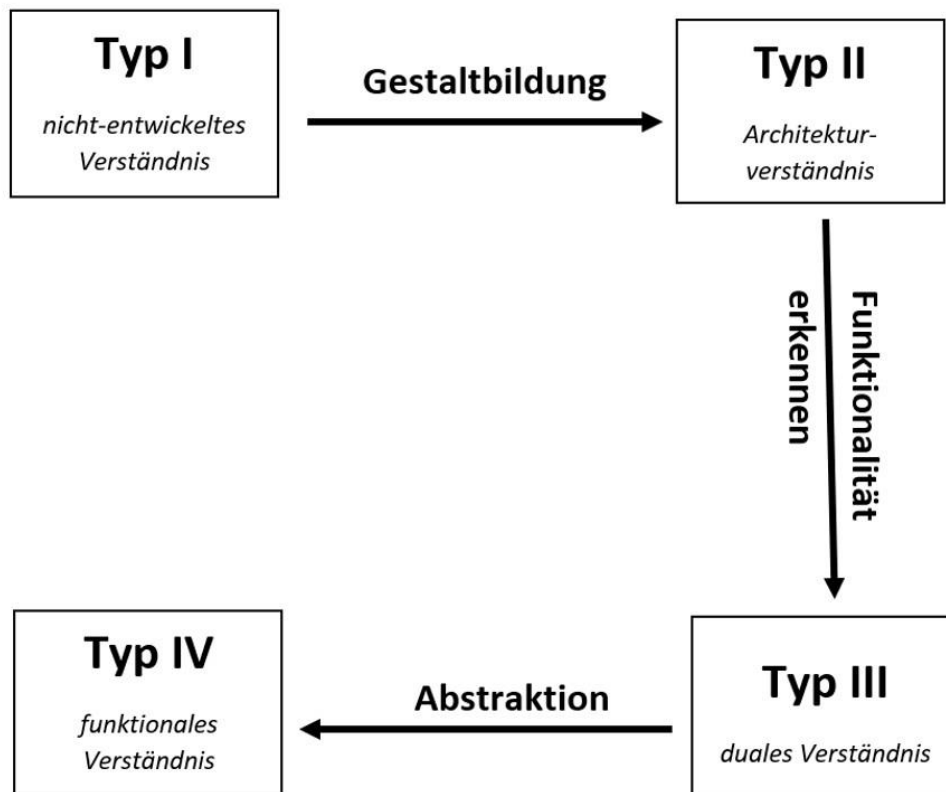 Typ I
nicht-entwickeltes
Verständnis
Gestaltbildung
Typ II
Architektur-
verständnis
Funktionalität
erkennen
Typ III
duales Verständnis
Abstraktion
Typ IV
funktionales
Verständnis